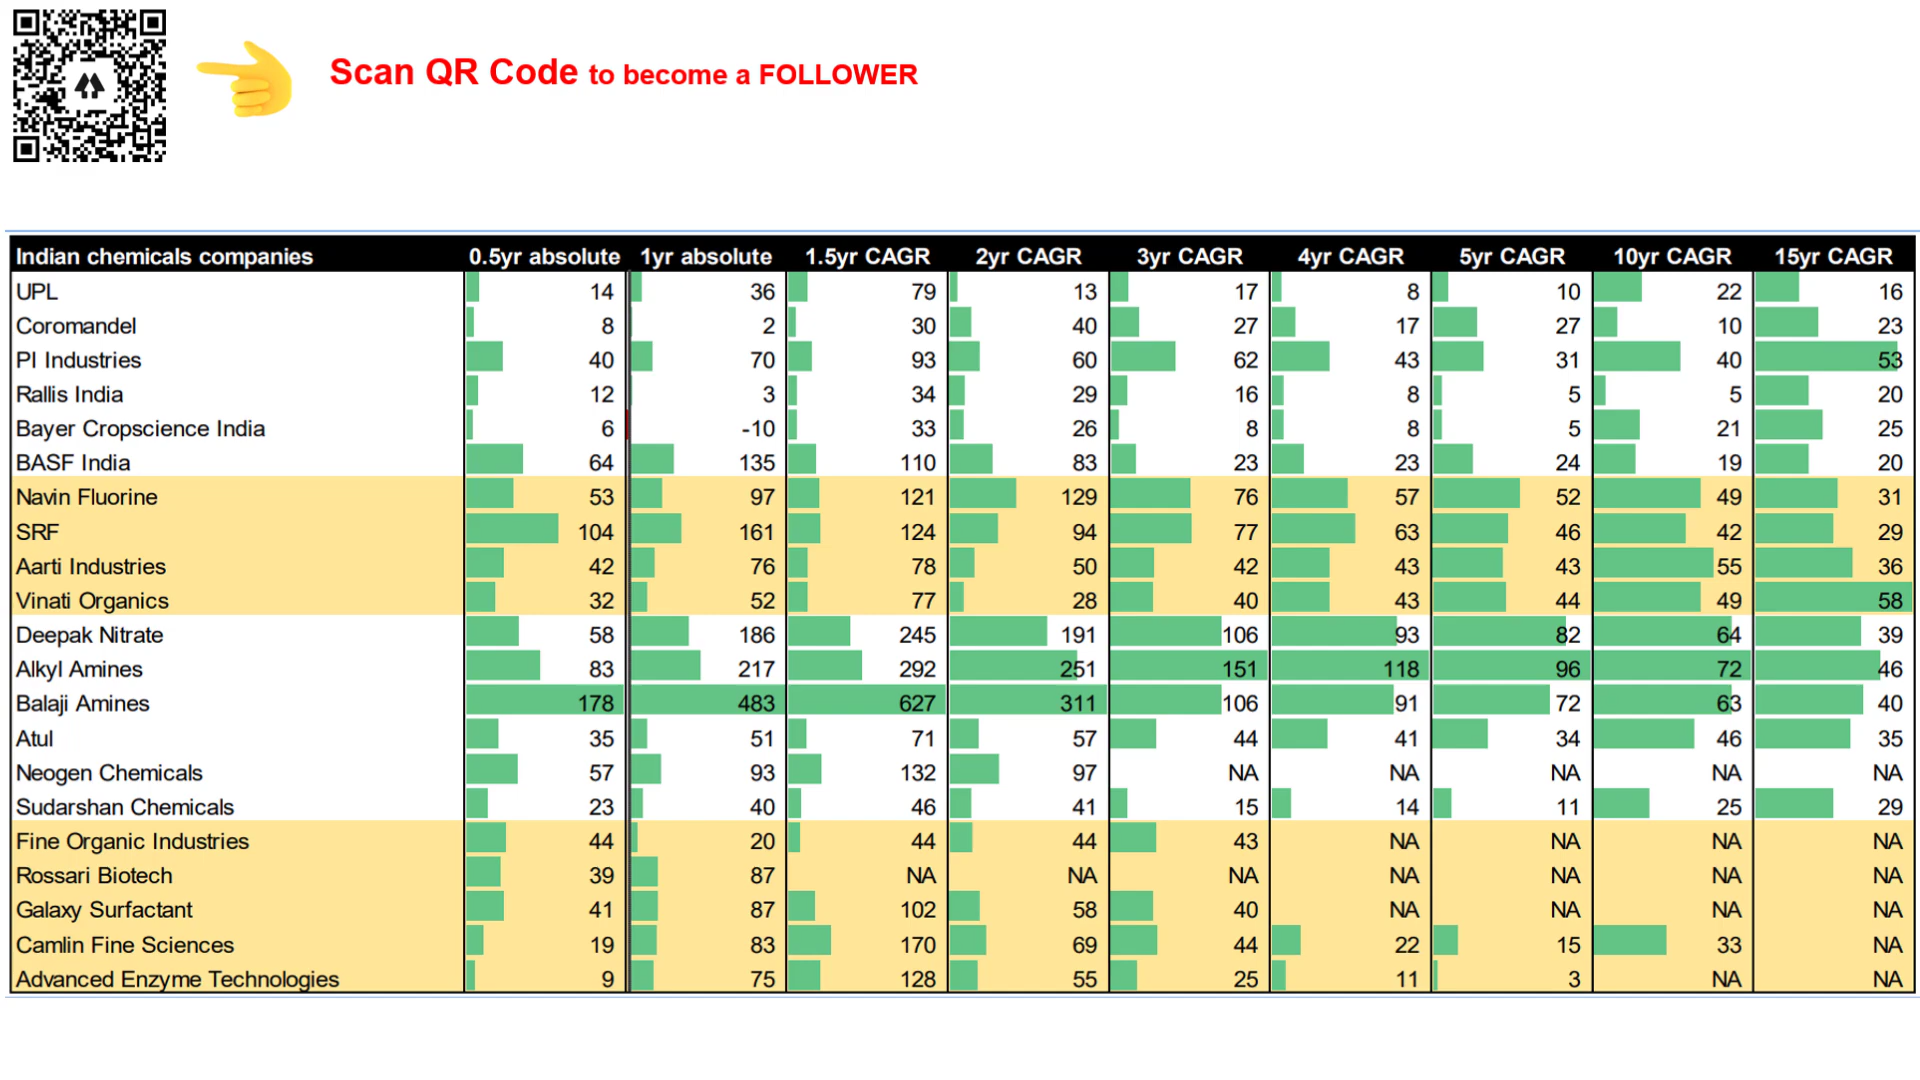 Scan QR Code to become a FOLLOWER
Indian chemicals companies 0.5yr absolute 1yr absolute 1.5yr CAGR 2yr CAGR 3yr CAGR 4yr CAGR 5yr CAGR 10yr CAGR 15yr CAGR
UPL 14 36 79 13 17 8 10 22 16
Coromandel 8 2 30 40 27 17 27 10 23
PI Industries 40 70 93 60 62 43 31 40 53
Rallis India 12 3 34 29 16 8 5 5 20
Bayer Cropscience India 6 -10 33 26 8 8 5 21 25
BASF India 64 135 110 83 23 23 24 19 20
Navin Fluorine 53 97 121 129 76 57 52 49 31
SRF 104 161 124 94 77 63 46 42 29
Aarti Industries 42 76 78 50 42 43 43 55 36
Vinati Organics 32 52 77 28 40 43 44 49 58
Deepak Nitrate 58 186 245 191 106 93 82 64 39
Alkyl Amines 83 217 292 251 151 118 96 72 46
Balaji Amines 178 483 627 311 106 91 72 63 40
Atul 35 51 71 57 44 41 34 46 35
Neogen Chemicals 57 93 132 97 NA NA NA NA NA
Sudarshan Chemicals 23 40 46 41 15 14 11 25 29
Fine Organic Industries 44 20 44 44 43 NA NA NA NA
Rossari Biotech 39 87 NA NA NA NA NA NA NA
Galaxy Surfactant 41 87 102 58 40 NA NA NA NA
Camlin Fine Sciences 19 83 170 69 44 22 15 33 NA
Advanced Enzyme Technologies 9 75 128 55 25 11 3 NA NA